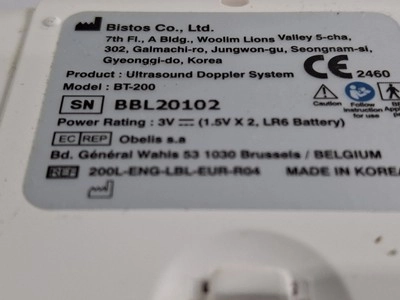 Bistos Co., Ltd.
7th Fl., A Bldg., Woolim Lions Valley 5-cha,
302, Galmachi-ro, Jungwon-gu, Seongnam-si,
Gyeonggi-do, Korea
CE 2460
Product : Ultrasound Doppler System
Model : BT-200
Caution
Follow instruction for use
SN BBL20102
Power Rating : 3V (1.5V X 2, LR6 Battery)
EC REP Obelis s.a
Bd. Général Wahis 53 1030 Brussels / BELGIUM
REF 200L-ENG-LBL-EUR-R04 MADE IN KOREA